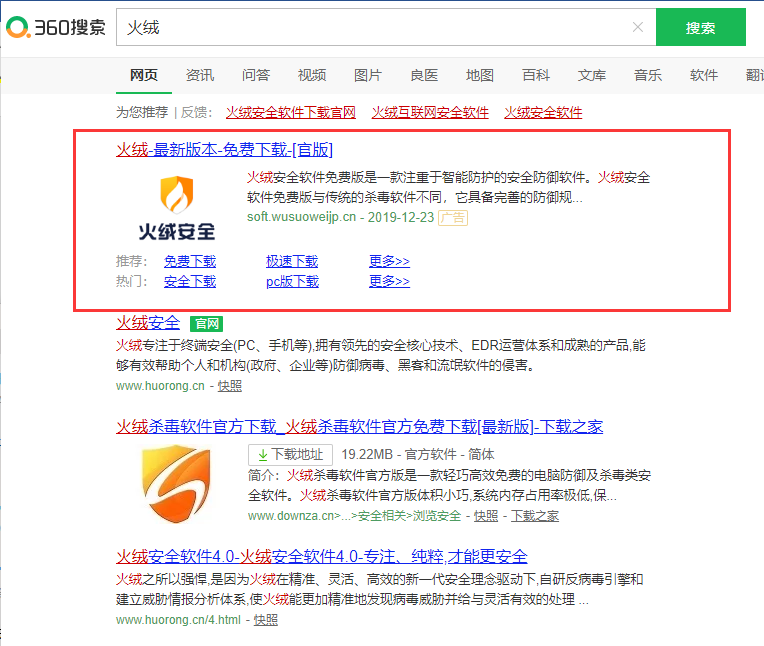 360搜索 火绒 × 搜索
网页 资讯 问答 视频 图片 良医 地图 百科 文库 音乐 软件
为您推荐 | 反馈: 火绒安全软件下载官网 火绒互联网安全软件 火绒安全软件
火绒-最新版本-免费下载-[官版]
火绒安全软件免费版是一款注重于智能防护的安全防御软件。火绒安全
软件免费版与传统的杀毒软件不同，它具备完善的防御规...
soft.wusuoweijp.cn - 2019-12-23 广告
火绒安全
推荐: 免费下载 极速下载 更多>>
热门: 安全下载 pc版下载 更多>>
火绒安全 官网
火绒专注于终端安全(PC、手机等),拥有领先的安全核心技术、EDR运营体系和成熟的产品,能
够有效帮助个人和机构(政府、企业等)防御病毒、黑客和流氓软件的侵害。
www.huorong.cn - 快照
火绒杀毒软件官方下载_火绒杀毒软件官方免费下载[最新版]-下载之家
下载地址 19.22MB - 官方软件 - 简体
简介：火绒杀毒软件官方版是一款轻巧高效免费的电脑防御及杀毒类安
全软件。火绒杀毒软件官方版体积小巧,系统内存占用率极低,保...
www.downza.cn>...>安全相关>浏览安全 - 快照 - 下载之家
火绒安全软件4.0-火绒安全软件4.0-专注、纯粹,才能更安全
火绒之所以强悍,是因为火绒在精准、灵活、高效的新一代安全理念驱动下,自研反病毒引擎和
建立威胁情报分析体系,使火绒能更加精准地发现病毒威胁并给与灵活有效的处理 ...
www.huorong.cn/4.html - 快照